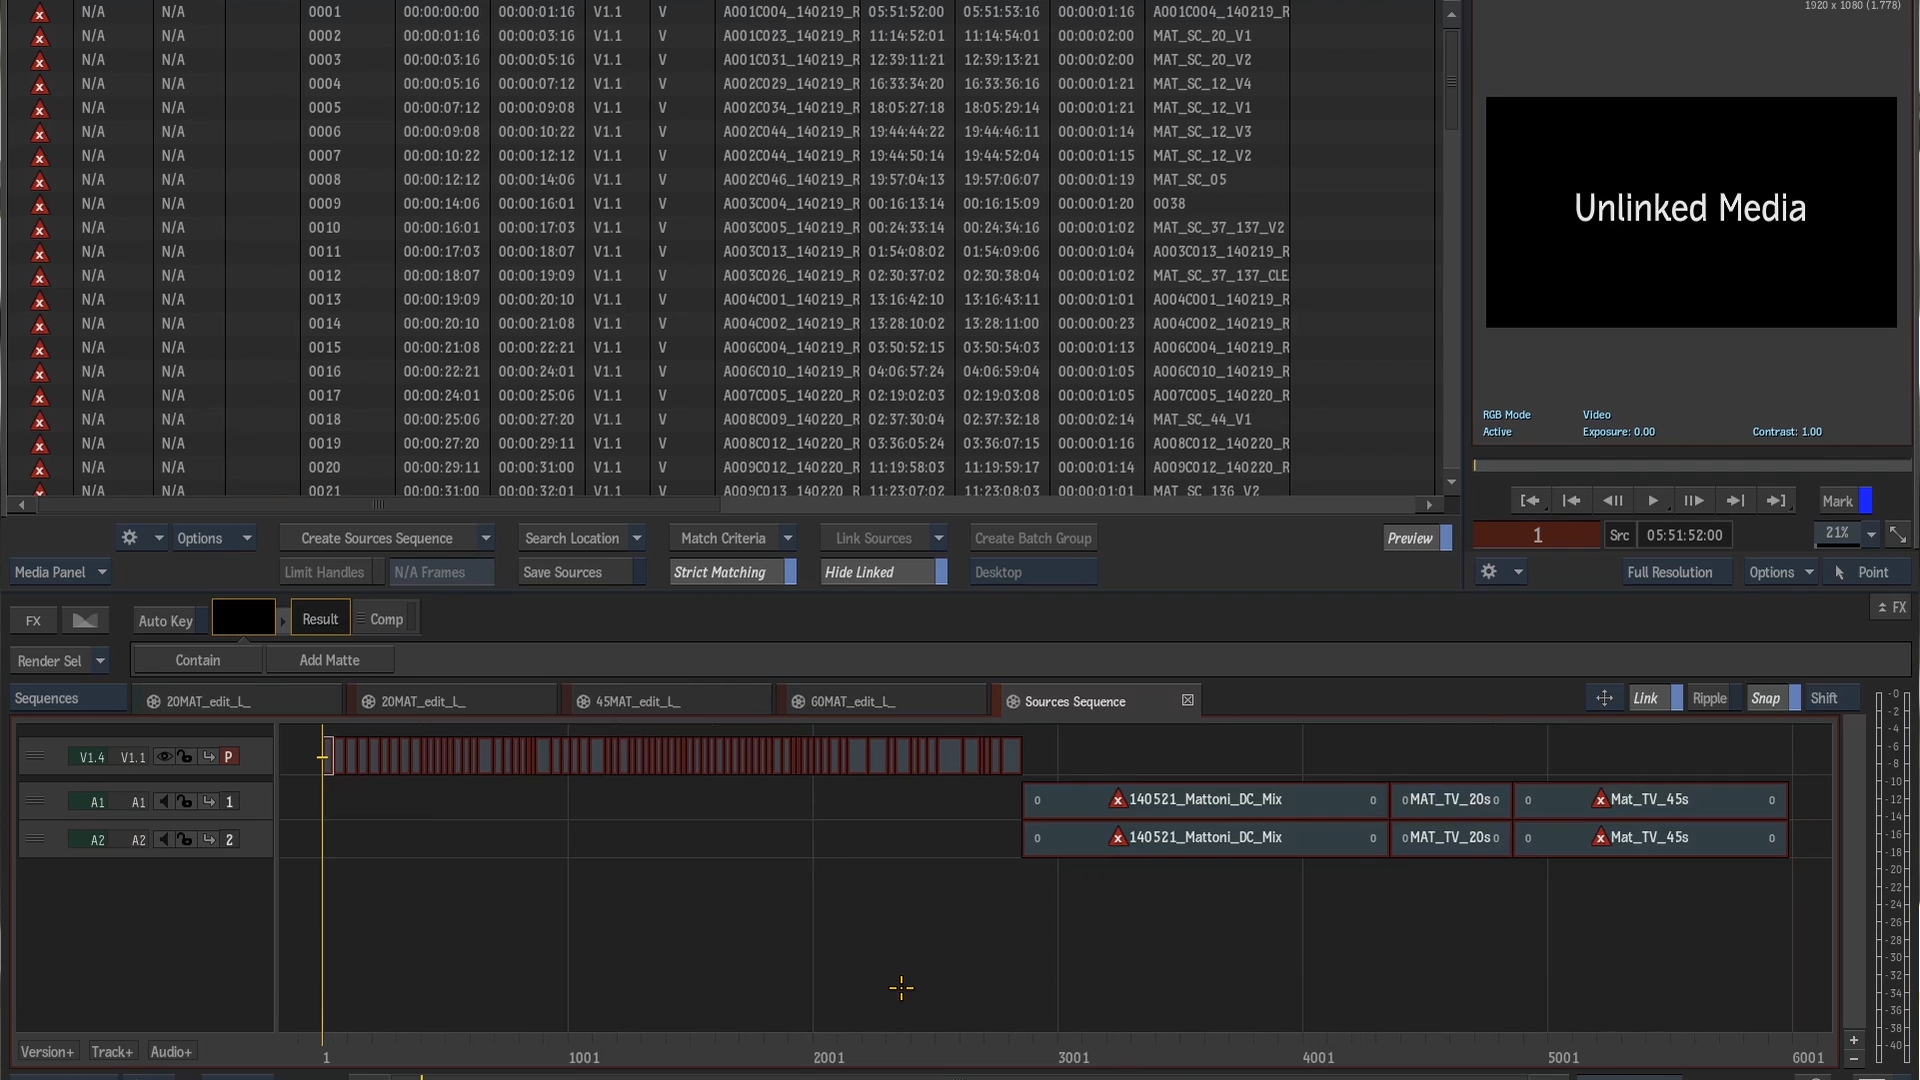 1920 x 1080 (1.778)
x N/A N/A 0001 00:00:00:00 00:00:01:16 V1.1 V A001C004_140219_R 05:51:52:00 05:51:53:16 00:00:01:16 A001C004_140219_R
x N/A N/A 0002 00:00:01:16 00:00:03:16 V1.1 V A001C023_140219_R 11:14:52:01 11:14:54:01 00:00:02:00 MAT_SC_20_V1
x N/A N/A 0003 00:00:03:16 00:00:05:16 V1.1 V A001C031_140219_R 12:39:11:21 12:39:13:21 00:00:02:00 MAT_SC_20_V2
x N/A N/A 0004 00:00:05:16 00:00:07:12 V1.1 V A002C029_140219_R 16:33:34:20 16:33:36:16 00:00:01:21 MAT_SC_12_V4
x N/A N/A 0005 00:00:07:12 00:00:09:08 V1.1 V A002C034_140219_R 18:05:27:18 18:05:29:14 00:00:01:21 MAT_SC_12_V1
x N/A N/A 0006 00:00:09:08 00:00:10:22 V1.1 V A002C044_140219_R 19:44:44:22 19:44:46:11 00:00:01:14 MAT_SC_12_V3
x N/A N/A 0007 00:00:10:22 00:00:12:12 V1.1 V A002C044_140219_R 19:44:50:14 19:44:52:04 00:00:01:15 MAT_SC_12_V2
x N/A N/A 0008 00:00:12:12 00:00:14:06 V1.1 V A002C046_140219_R 19:57:04:13 19:57:06:07 00:00:01:19 MAT_SC_05
x N/A N/A 0009 00:00:14:06 00:00:16:01 V1.1 V A003C004_140219_R 00:16:13:14 00:16:15:09 00:00:01:20 0038
x N/A N/A 0010 00:00:16:01 00:00:17:03 V1.1 V A003C005_140219_R 00:24:33:14 00:24:34:16 00:00:01:02 MAT_SC_37_137_V2
x N/A N/A 0011 00:00:17:03 00:00:18:07 V1.1 V A003C013_140219_R 01:54:08:02 01:54:09:06 00:00:01:04 A003C013_140219_R
x N/A N/A 0012 00:00:18:07 00:00:19:09 V1.1 V A003C026_140219_R 02:30:37:02 02:30:38:04 00:00:01:02 MAT_SC_37_137_CLE
x N/A N/A 0013 00:00:19:09 00:00:20:10 V1.1 V A004C001_140219_R 13:16:42:10 13:16:43:11 00:00:01:01 A004C001_140219_R
x N/A N/A 0014 00:00:20:10 00:00:21:08 V1.1 V A004C002_140219_R 13:28:10:02 13:28:11:00 00:00:00:23 A004C002_140219_R
x N/A N/A 0015 00:00:21:08 00:00:22:21 V1.1 V A006C004_140219_R 03:50:52:15 03:50:54:03 00:00:01:13 A006C004_140219_R
x N/A N/A 0016 00:00:22:21 00:00:24:01 V1.1 V A006C010_140219_R 04:06:57:24 04:06:59:04 00:00:01:05 A006C010_140219_R
x N/A N/A 0017 00:00:24:01 00:00:25:06 V1.1 V A007C005_140220_R 02:19:02:03 02:19:03:08 00:00:01:05 A007C005_140220_R
x N/A N/A 0018 00:00:25:06 00:00:27:20 V1.1 V A008C009_140220_R 02:37:30:04 02:37:32:18 00:00:02:14 MAT_SC_44_V1
x N/A N/A 0019 00:00:27:20 00:00:29:11 V1.1 V A008C012_140220_R 03:36:05:24 03:36:07:15 00:00:01:16 A008C012_140220_R
x N/A N/A 0020 00:00:29:11 00:00:31:00 V1.1 V A009C012_140220_R 11:19:58:03 11:19:59:17 00:00:01:14 A009C012_140220_R
x N/A N/A 0021 00:00:31:00 00:00:32:01 V1.1 V A009C013_140220_R 11:23:07:02 11:23:08:03 00:00:01:01 MAT_SC_136_V2
Unlinked Media
RGB Mode Video
Active Exposure: 0.00 Contrast: 1.00
Mark
Options Create Sources Sequence Search Location Match Criteria Link Sources Create Batch Group Preview
1 Src 05:51:52:00 21%
Media Panel Limit Handles N/A Frames Save Sources Strict Matching Hide Linked Desktop
Full Resolution Options Point
FX Auto Key Result Comp FX
Render Sel Contain Add Matte
Sequences 20MAT_edit_L_ 20MAT_edit_L_ 45MAT_edit_L_ 60MAT_edit_L_ Sources Sequence Link Ripple Snap Shift
V1.4 V1.1 P
A1 A1 1 0 x 140521_Mattoni_DC_Mix 0 0 MAT_TV_20s 0 0 x Mat_TV_45s 0
A2 A2 2 0 x 140521_Mattoni_DC_Mix 0 0 MAT_TV_20s 0 0 x Mat_TV_45s 0
-0
-2
-4
-6
-8
-10
-12
-14
-16
-18
-20
-22
-24
-26
-28
-30
-32
-34
-36
-38
-40
Version+ Track+ Audio+
1 1001 2001 3001 4001 5001 6001